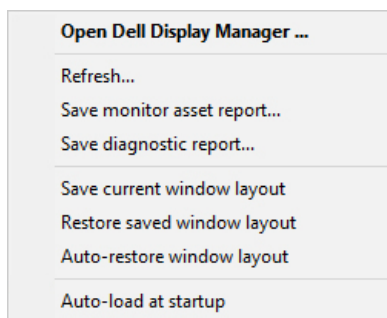 Open Dell Display Manager ...
Refresh...
Save monitor asset report...
Save diagnostic report...
Save current window layout
Restore saved window layout
Auto-restore window layout
Auto-load at startup